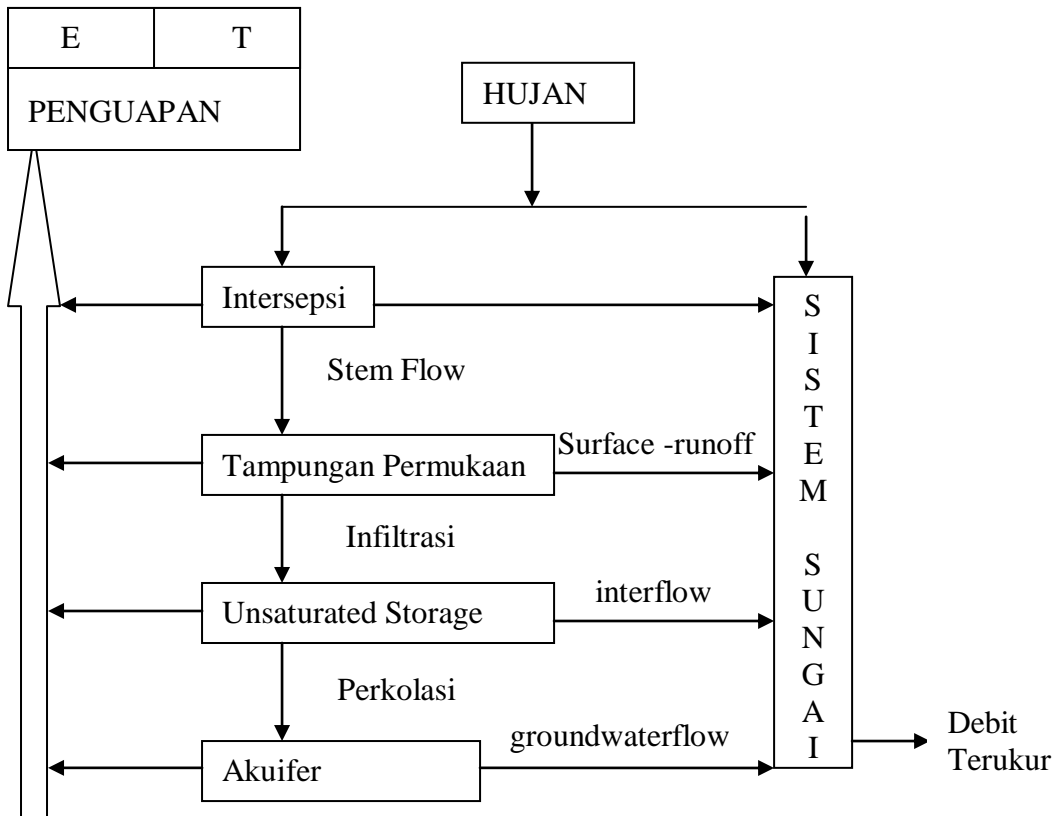 E T
PENGUAPAN
HUJAN
Intersepsi
Stem Flow
Tampungan Permukaan
Surface -runoff
Infiltrasi
Unsaturated Storage
interflow
Perkolasi
Akuifer
groundwaterflow
S
I
S
T
E
M
S
U
N
G
A
I
Debit
Terukur